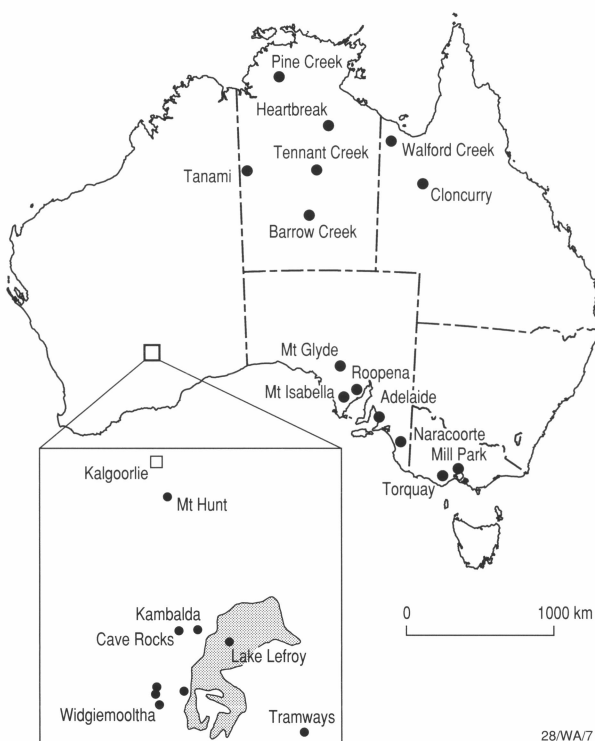 Pine Creek
Heartbreak
Walford Creek
Tennant Creek
Tanami
Cloncurry
Barrow Creek
Mt Glyde
Roopena
Mt Isabella
Adelaide
Naracoorte
Mill Park
Torquay
Kalgoorlie
Mt Hunt
Kambalda
Cave Rocks
Lake Lefroy
Widgiemooltha
Tramways
0 1000 km
28/WA/7